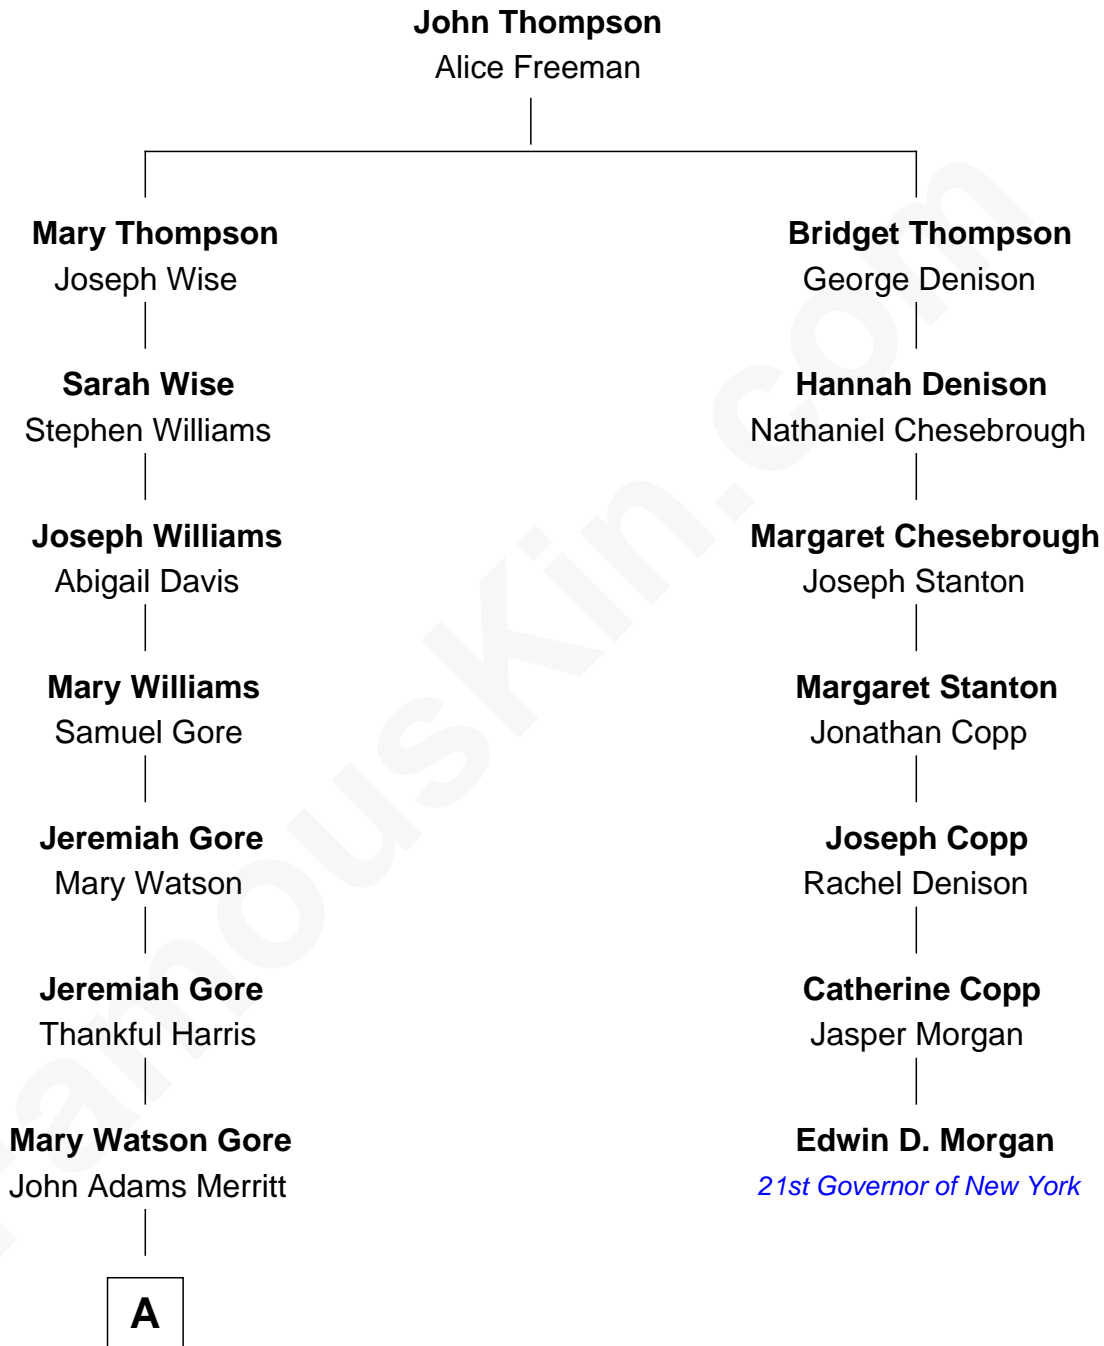 John Thompson
Alice Freeman
Mary Thompson
Joseph Wise
Bridget Thompson
George Denison
Sarah Wise
Stephen Williams
Hannah Denison
Nathaniel Chesebrough
Joseph Williams
Abigail Davis
Margaret Chesebrough
Joseph Stanton
Mary Williams
Samuel Gore
Margaret Stanton
Jonathan Copp
Jeremiah Gore
Mary Watson
Joseph Copp
Rachel Denison
Jeremiah Gore
Thankful Harris
Catherine Copp
Jasper Morgan
Mary Watson Gore
John Adams Merritt
Edwin D. Morgan
21st Governor of New York
A
FamousKin.com